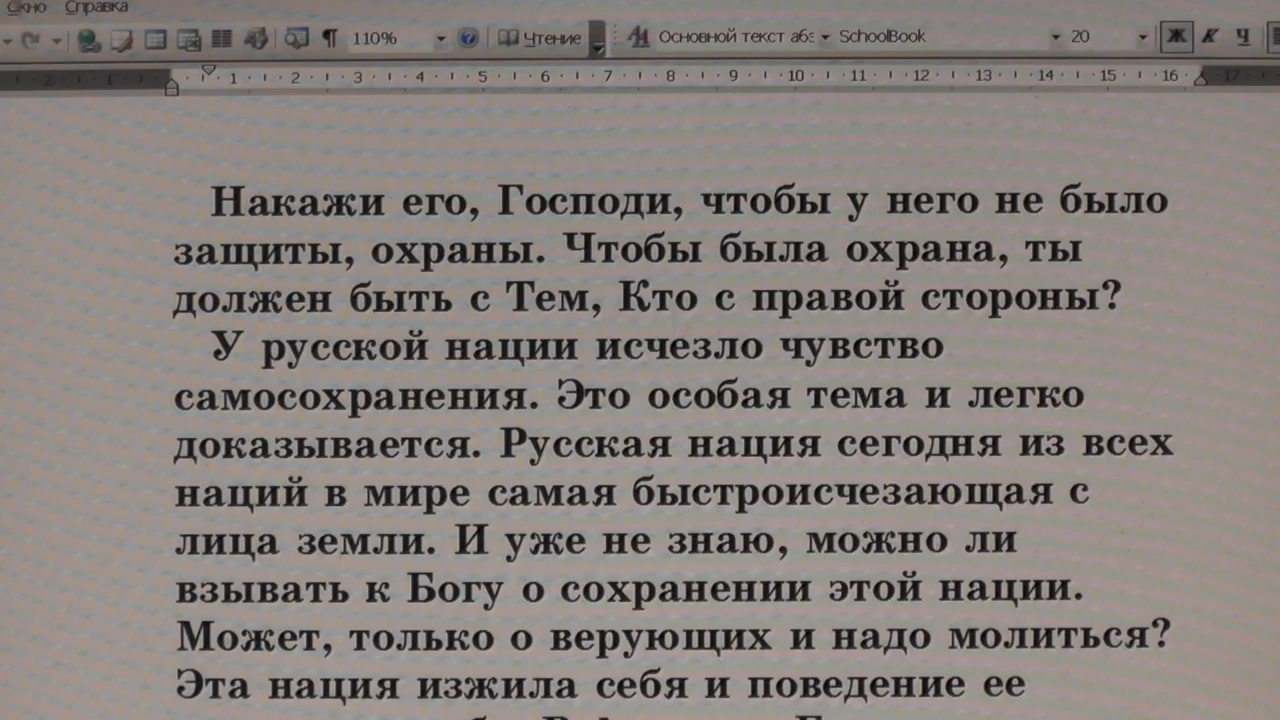 Окно Справка
110% Чтение Основной текст абз SchoolBook 20 Ж К Ч
2 1 1 2 3 4 5 6 7 8 9 10 11 12 13 14 15 16 17
Накажи его, Господи, чтобы у него не было
защиты, охраны. Чтобы была охрана, ты
должен быть с Тем, Кто с правой стороны?
У русской нации исчезло чувство
самосохранения. Это особая тема и легко
доказывается. Русская нация сегодня из всех
наций в мире самая быстроисчезающая с
лица земли. И уже не знаю, можно ли
взывать к Богу о сохранении этой нации.
Может, только о верующих и надо молиться?
Эта нация изжила себя и поведение ее